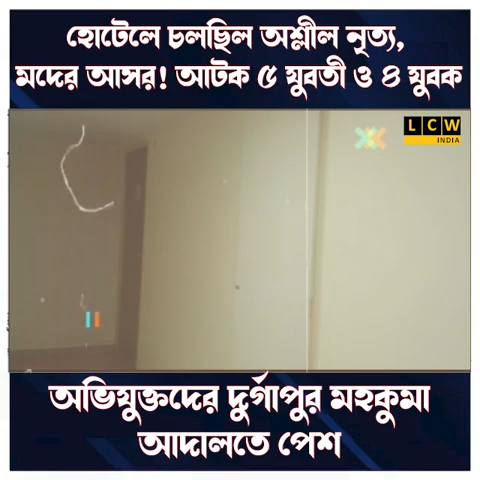 হোটেলে চলছিল অশ্লীল নৃত্য,
মদের আসর! আটক ৫ যুবতী ও ৪ যুবক
LCW
INDIA
অভিযুক্তদের দুর্গাপুর মহকুমা
আদালতে পেশ